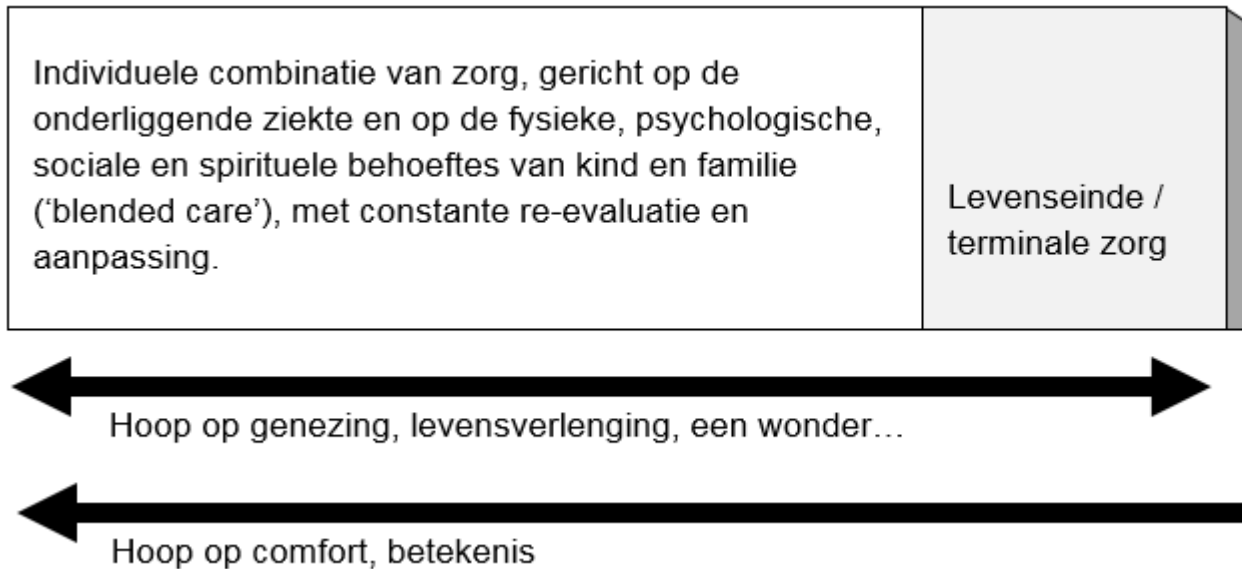 Individuele combinatie van zorg, gericht op de
onderliggende ziekte en op de fysieke, psychologische,
sociale en spirituele behoeftes van kind en familie
(‘blended care’), met constante re-evaluatie en
aanpassing.
Levenseinde /
terminale zorg
Hoop op genezing, levensverlenging, een wonder…
Hoop op comfort, betekenis